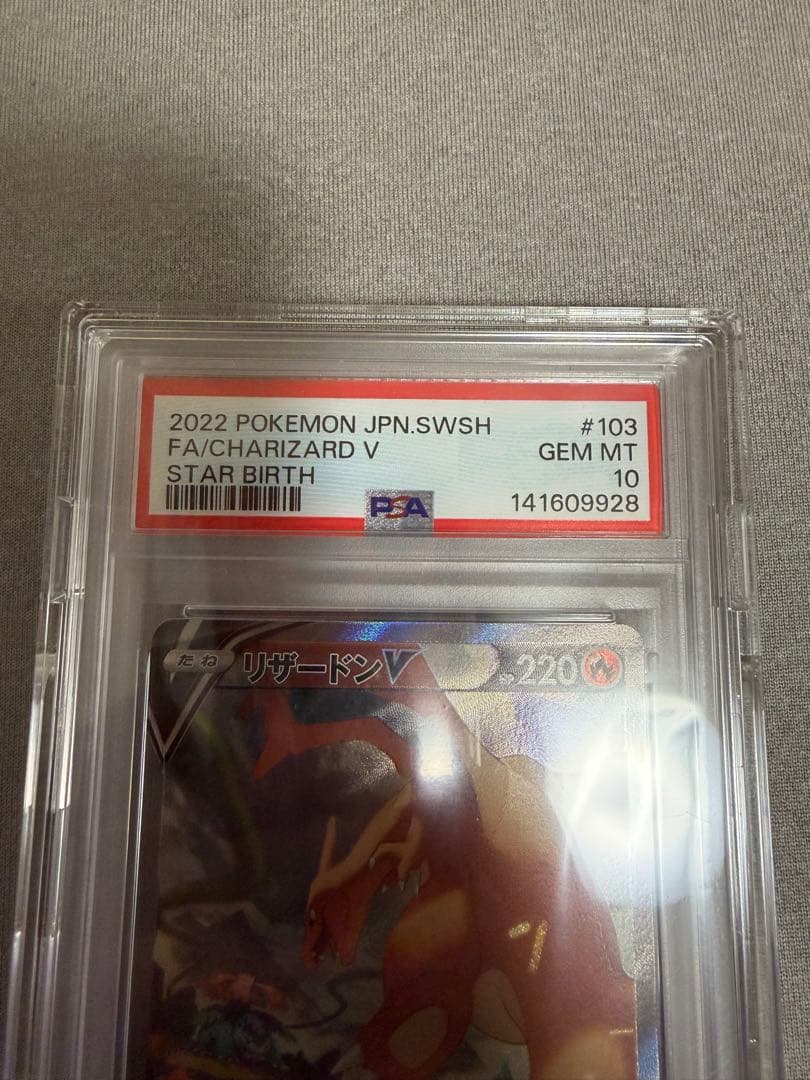 2022 POKEMON JPN.SWSH #103
FA/CHARIZARD V GEM MT
STAR BIRTH 10
PSA 141609928
たね リザードンV HP 220